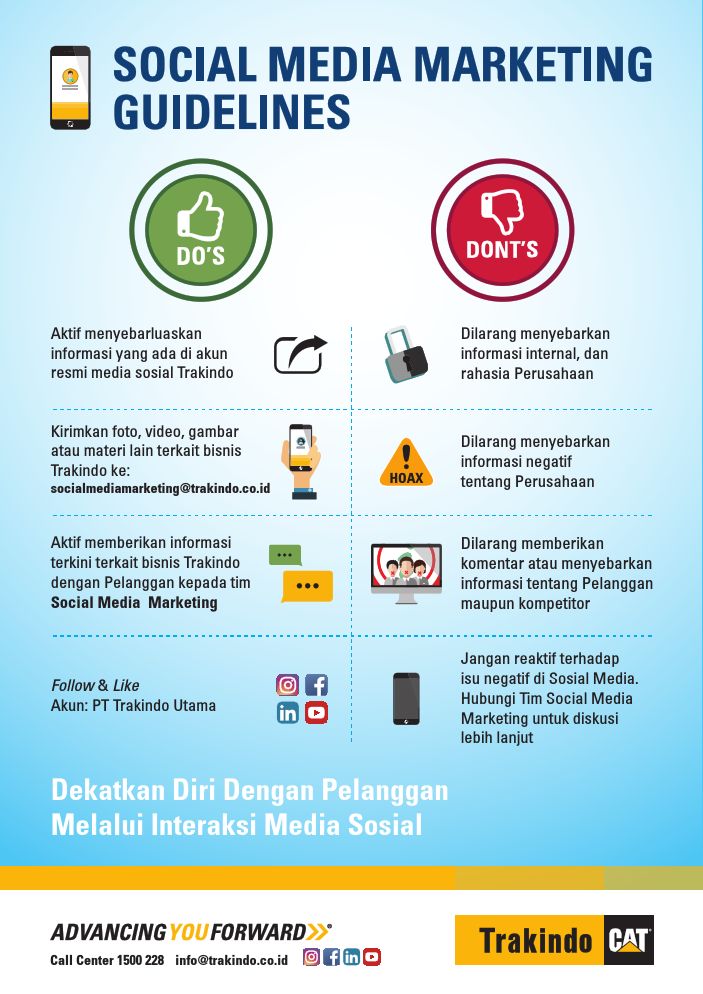 SOCIAL MEDIA MARKETING
GUIDELINES
DO'S
DONT'S
Aktif menyebarluaskan
informasi yang ada di akun
resmi media sosial Trakindo
Dilarang menyebarkan
informasi internal, dan
rahasia Perusahaan
Kirimkan foto, video, gambar
atau materi lain terkait bisnis
Trakindo ke:
socialmediamarketing@trakindo.co.id
HOAX
Dilarang menyebarkan
informasi negatif
tentang Perusahaan
Aktif memberikan informasi
terkini terkait bisnis Trakindo
dengan Pelanggan kepada tim
Social Media Marketing
Dilarang memberikan
komentar atau menyebarkan
informasi tentang Pelanggan
maupun kompetitor
Follow & Like
Akun: PT Trakindo Utama
in
Jangan reaktif terhadap
isu negatif di Sosial Media.
Hubungi Tim Social Media
Marketing untuk diskusi
lebih lanjut
Dekatkan Diri Dengan Pelanggan
Melalui Interaksi Media Sosial
ADVANCING YOU FORWARD
Call Center 1500 228 info@trakindo.co.id
Trakindo CAT